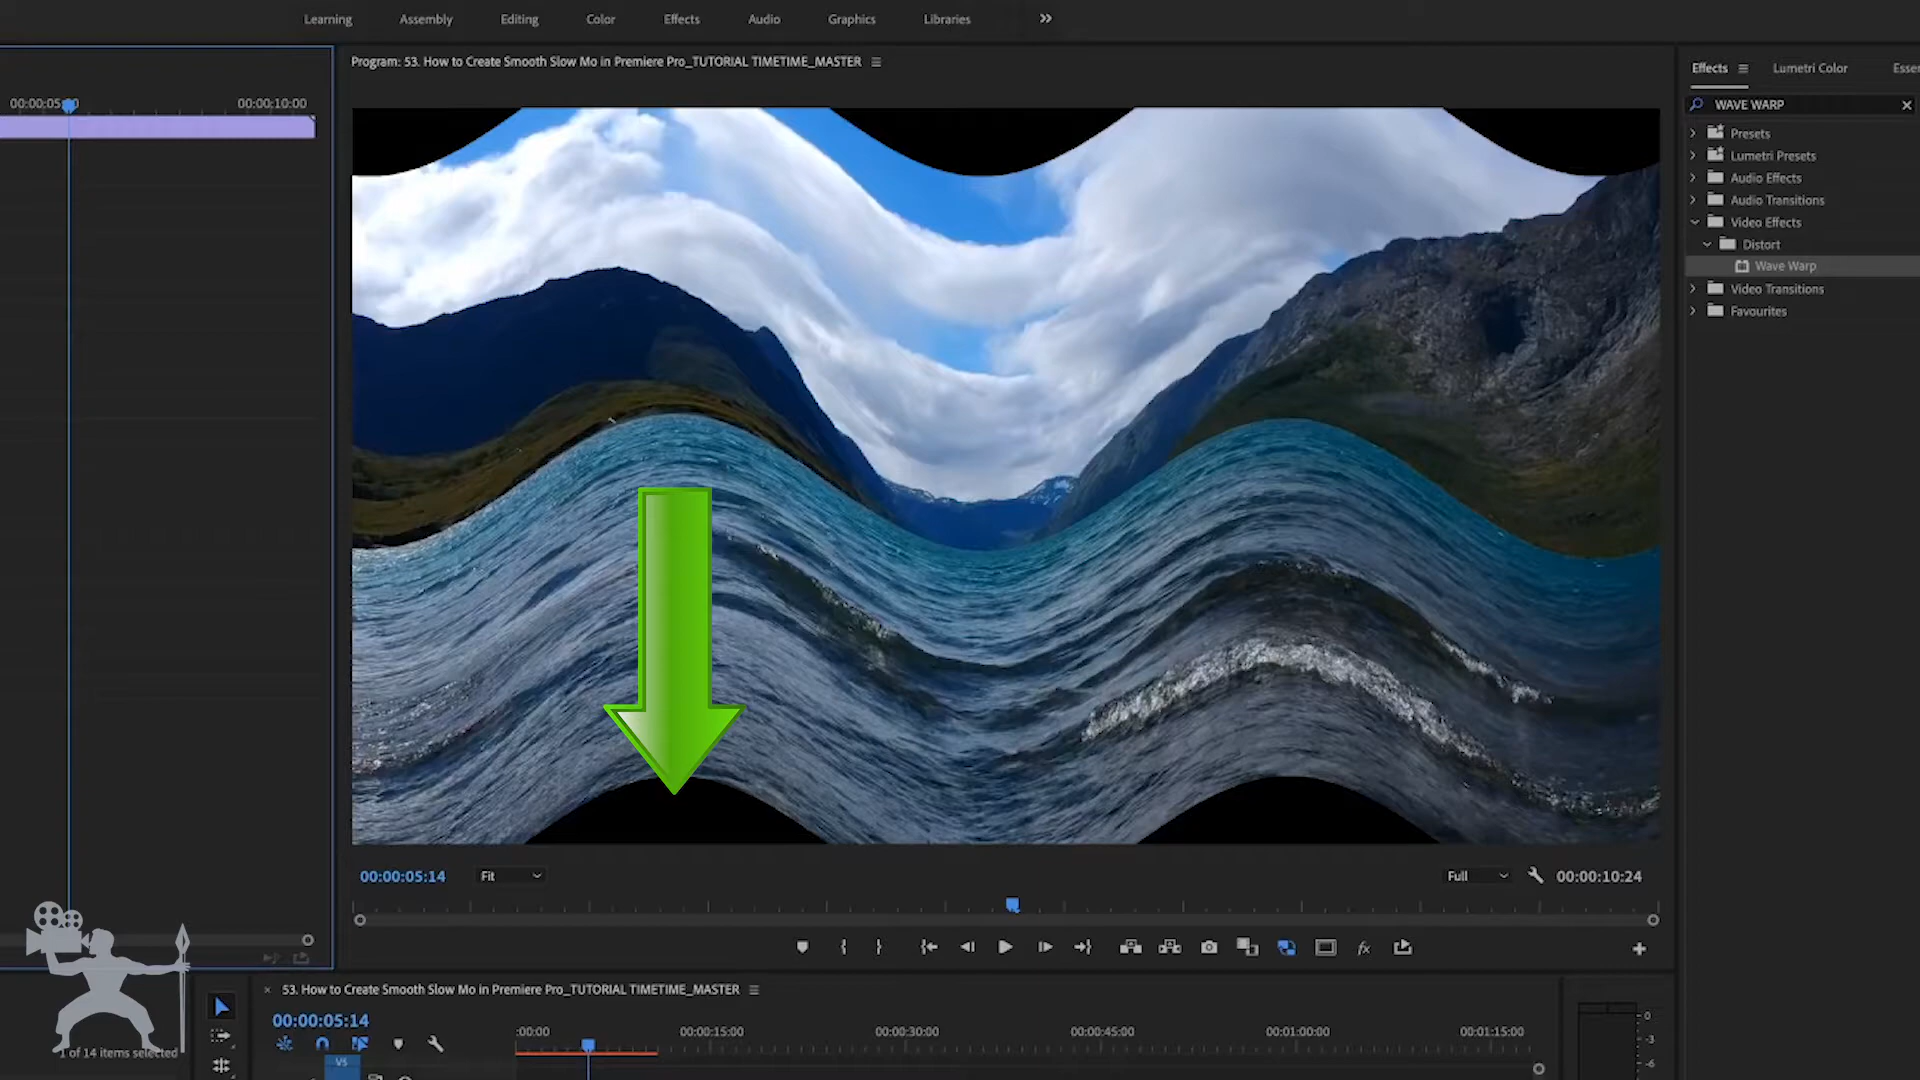 Learning Assembly Editing Color Effects Audio Graphics Libraries
Program: 53. How to Create Smooth Slow Mo in Premiere Pro_TUTORIAL TIMETIME_MASTER
00:00:10:00
Effects Lumetri Color
WAVE WARP
Presets
Lumetri Presets
Audio Effects
Audio Transitions
Video Effects
Distort
Wave Warp
Video Transitions
Favourites
00:00:05:14 Fit Full 00:00:10:24
fx
53. How to Create Smooth Slow Mo in Premiere Pro_TUTORIAL TIMETIME_MASTER
00:00:05:14
:00:00 00:00:15:00 00:00:30:00 00:00:45:00 00:01:00:00 00:01:15:00
1 of 14 items selected
V5
0
-3
-6